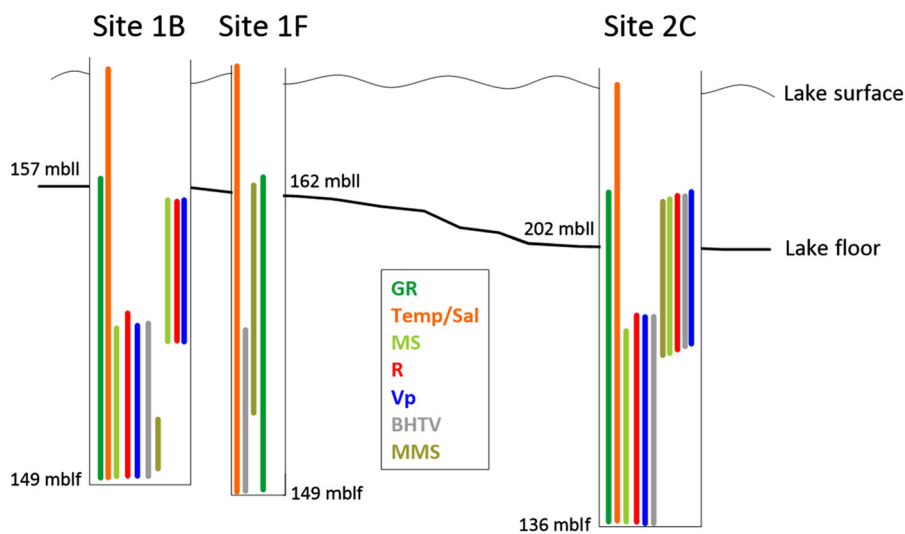 Site 1B
Site 1F
Site 2C
Lake surface
157 mbll
162 mbll
202 mbll
Lake floor
GR
Temp/Sal
MS
R
Vp
BHTV
MMS
149 mblf
149 mblf
136 mblf